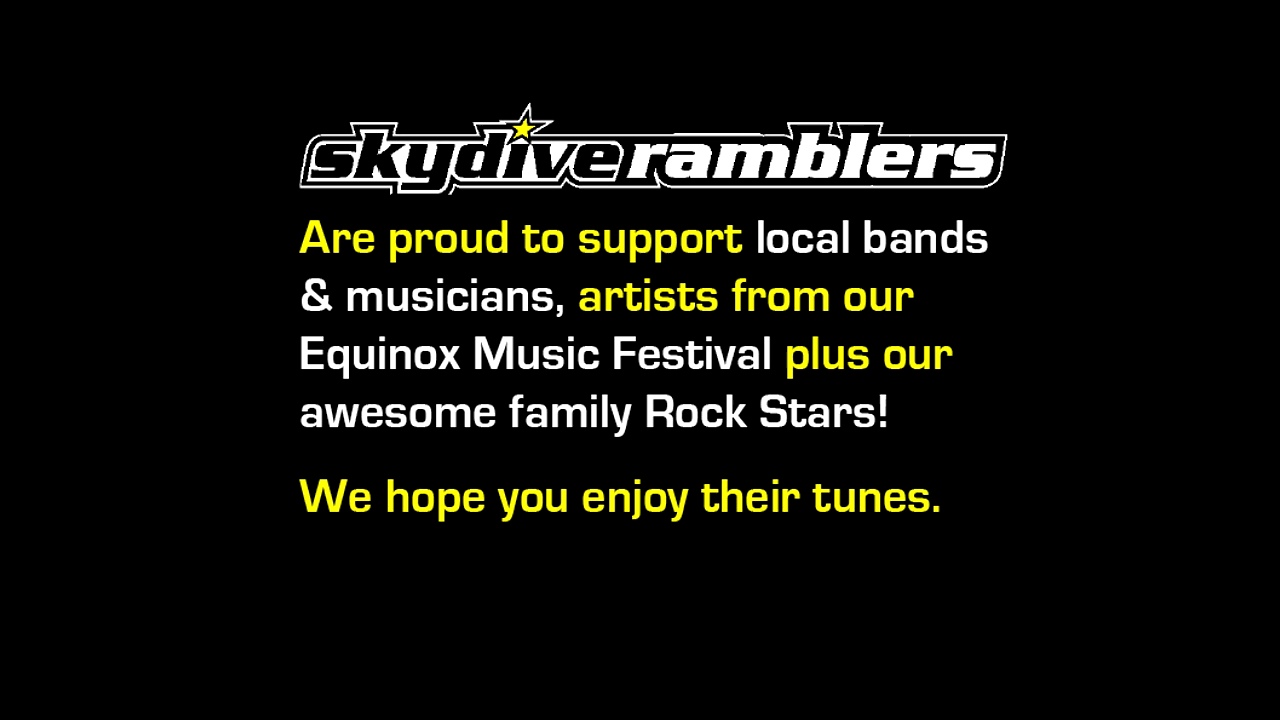 skydiveramblers
Are proud to support local bands
& musicians, artists from our
Equinox Music Festival plus our
awesome family Rock Stars!
We hope you enjoy their tunes.